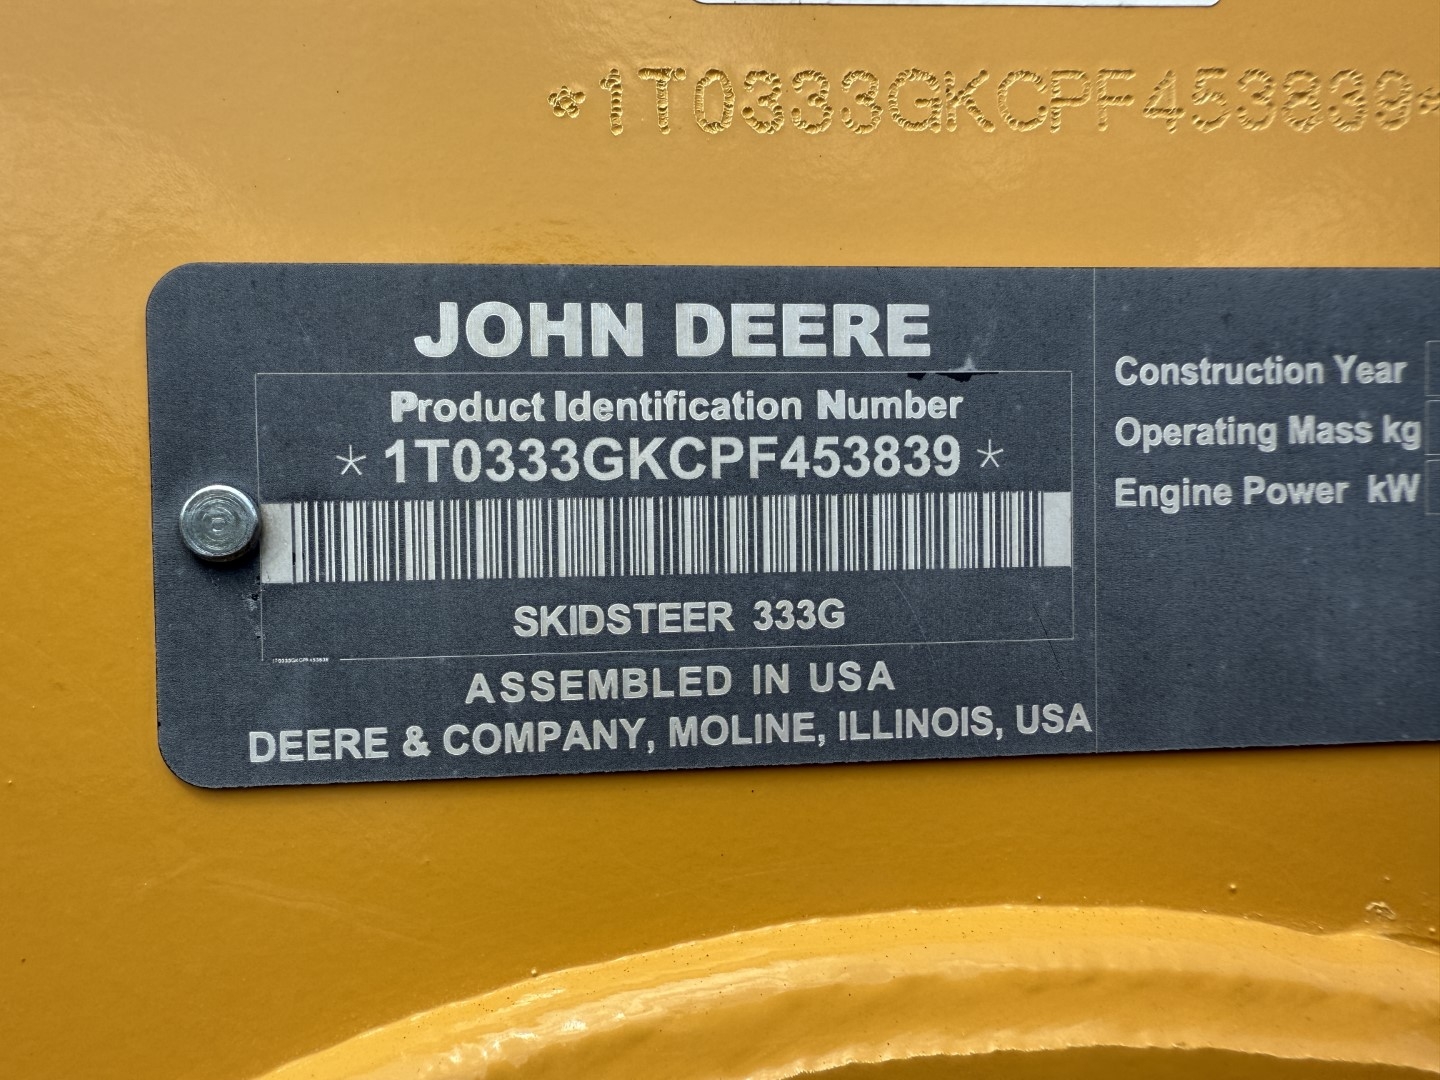 *1T0333GKCPF453839*
JOHN DEERE
Product Identification Number
* 1T0333GKCPF453839 *
SKIDSTEER 333G
1T0333GKCPF453839
ASSEMBLED IN USA
DEERE & COMPANY, MOLINE, ILLINOIS, USA
Construction Year
Operating Mass kg
Engine Power kW